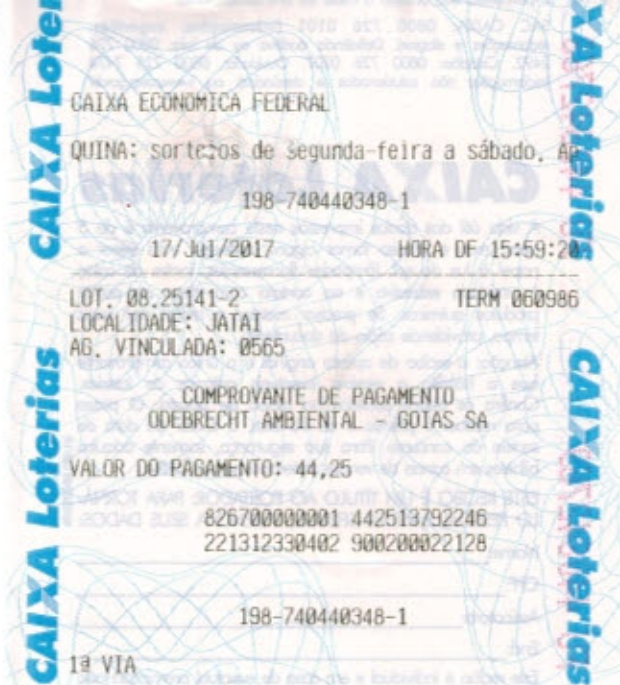 CAIXA ECONOMICA FEDERAL
QUINA: sorteios de segunda-feira a sábado. Ap
198-740440348-1
17/Jul/2017 HORA DF 15:59:20
LOT. 08.25141-2 TERM 060986
LOCALIDADE: JATAI
AG. VINCULADA: 0565
COMPROVANTE DE PAGAMENTO
ODEBRECHT AMBIENTAL - GOIAS SA
VALOR DO PAGAMENTO: 44,25
826700000001 442513792246
221312330402 900200022128
198-740440348-1
1ª VIA
CAIXA Loterias
CAIXA Loterias
CAIXA Loterias
CAIXA Loterias